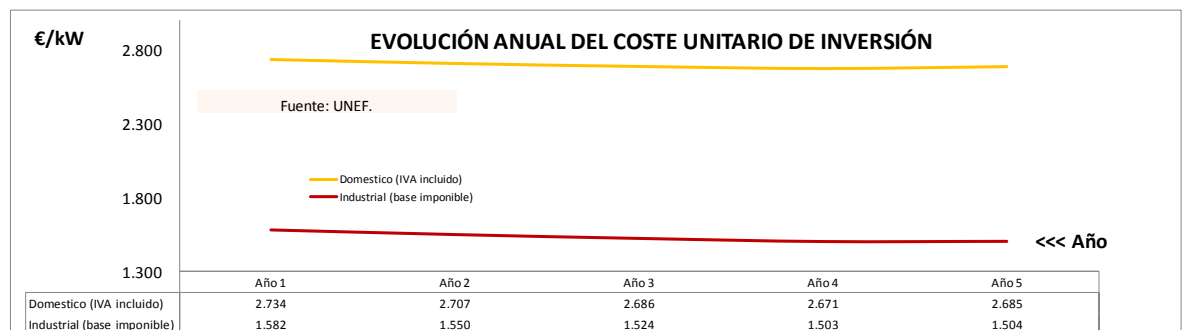 €/kW
EVOLUCIÓN ANUAL DEL COSTE UNITARIO DE INVERSIÓN
2.800
Fuente: UNEF.
2.300
Domestico (IVA incluido)
1.800
Industrial (base imponible)
<<< Año
1.300
Año 1 Año 2 Año 3 Año 4 Año 5
Domestico (IVA incluido) 2.734 2.707 2.686 2.671 2.685
Industrial (base imponible) 1.582 1.550 1.524 1.503 1.504